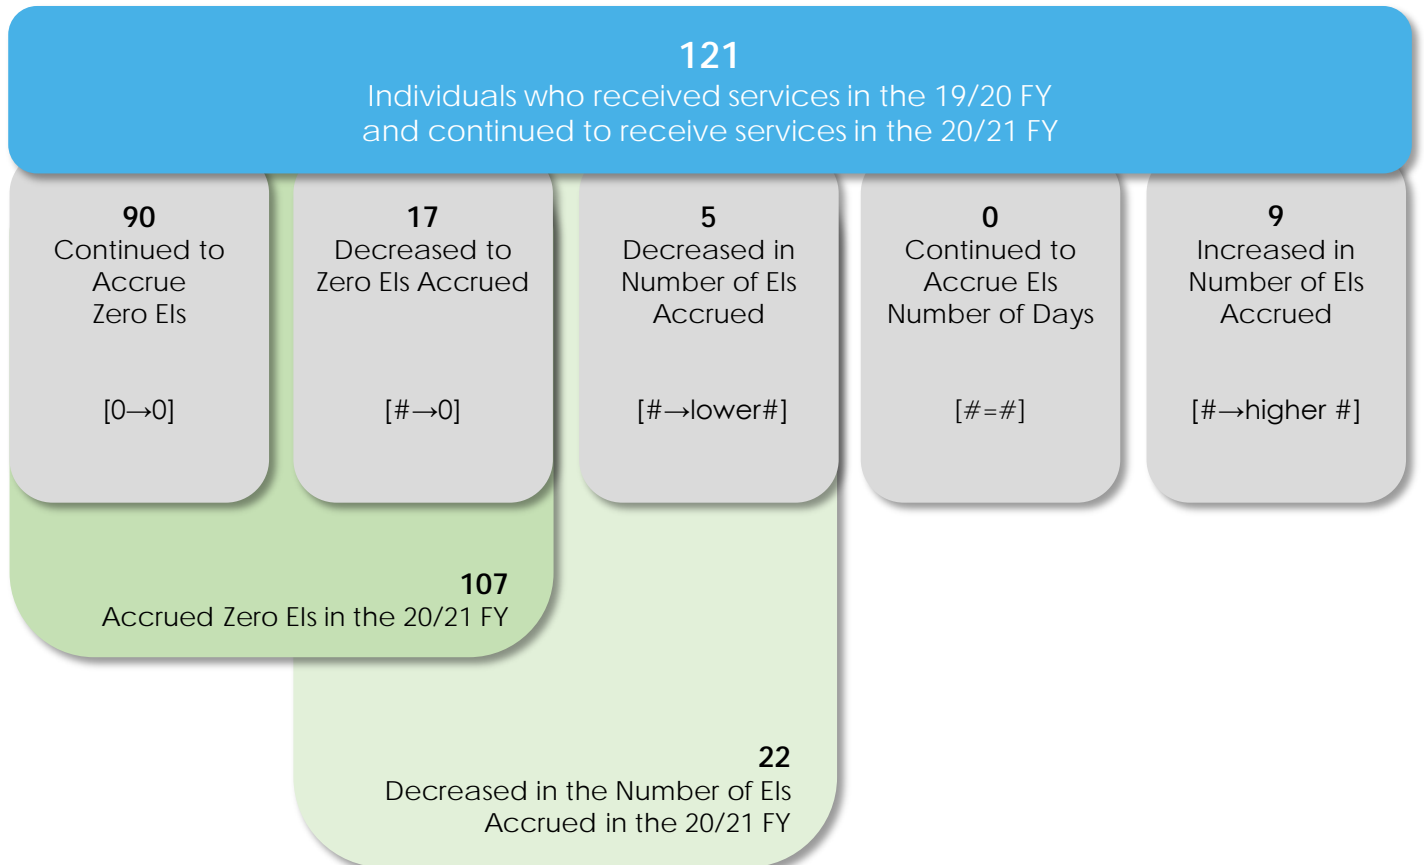 121
Individuals who received services in the 19/20 FY
and continued to receive services in the 20/21 FY
90
Continued to
Accrue
Zero EIs
[0→0]
17
Decreased to
Zero EIs Accrued
[#→0]
5
Decreased in
Number of EIs
Accrued
[#→lower#]
0
Continued to
Accrue EIs
Number of Days
[#=#]
9
Increased in
Number of EIs
Accrued
[#→higher #]
107
Accrued Zero EIs in the 20/21 FY
22
Decreased in the Number of EIs
Accrued in the 20/21 FY